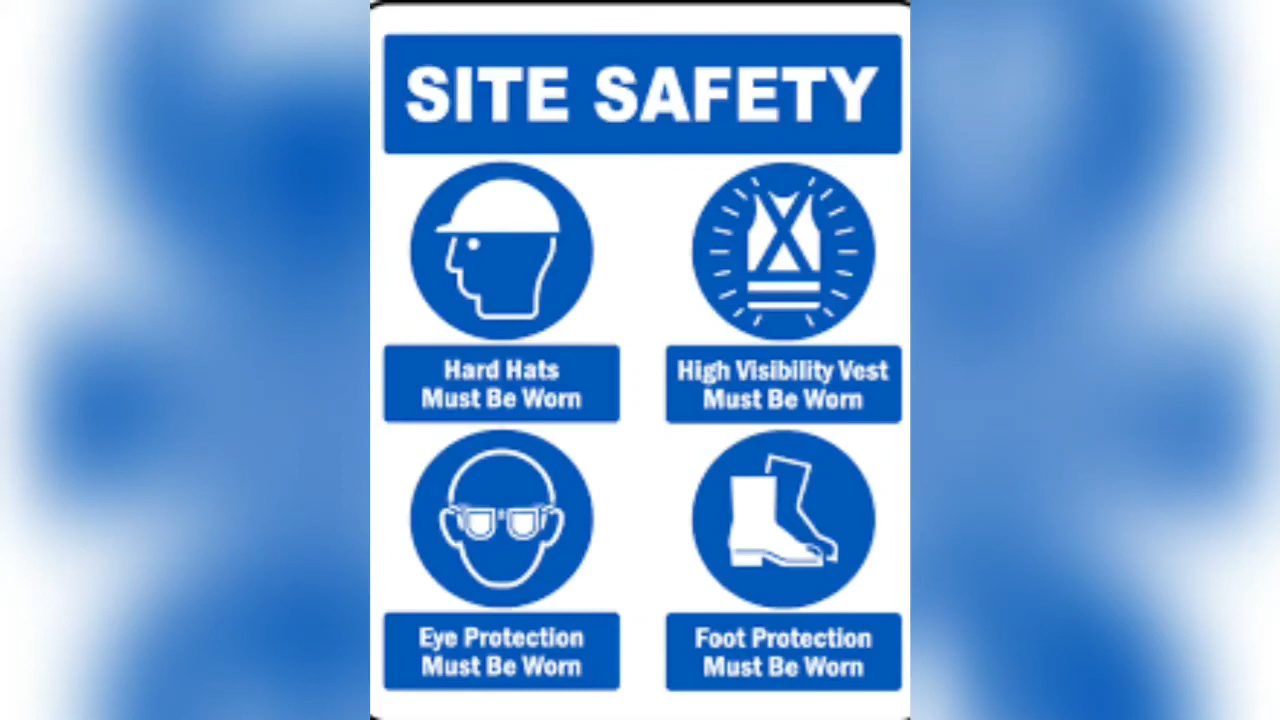 SITE SAFETY
Hard Hats
Must Be Worn
High Visibility Vest
Must Be Worn
Eye Protection
Must Be Worn
Foot Protection
Must Be Worn